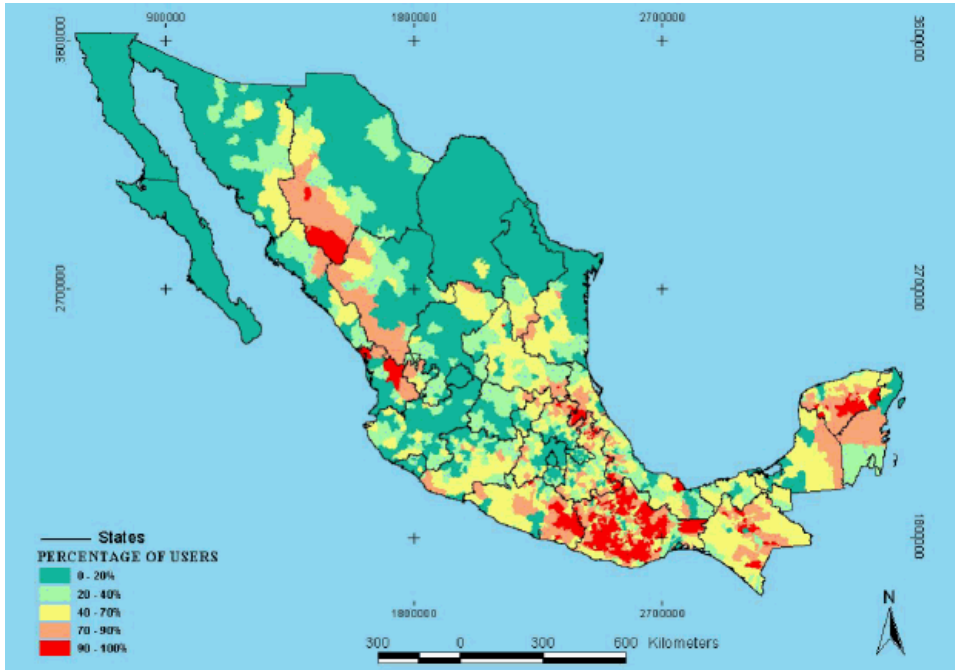 900000 1800000 2700000
3600000 3600000
2700000 2700000
1800000
1800000 2700000
States
PERCENTAGE OF USERS
0 - 20%
20 - 40%
40 - 70%
70 - 90%
90 - 100%
N
300 0 300 600 Kilometers